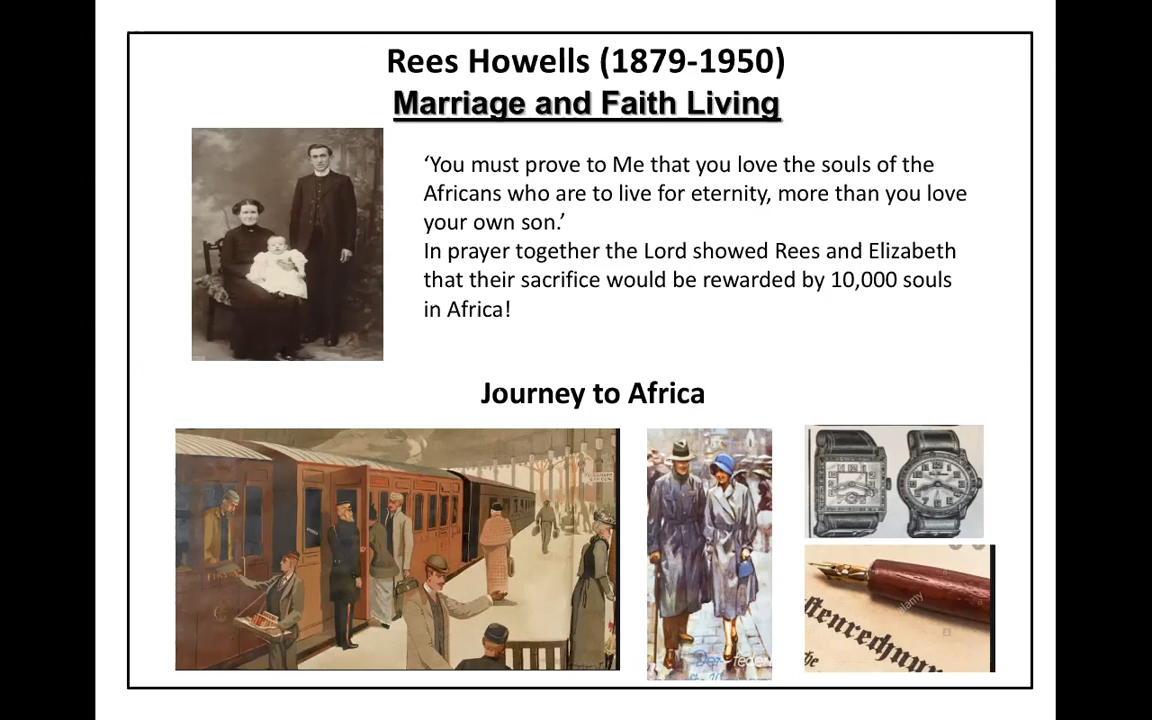 Rees Howells (1879-1950)
Marriage and Faith Living
‘You must prove to Me that you love the souls of the
Africans who are to live for eternity, more than you love
your own son.’
In prayer together the Lord showed Rees and Elizabeth
that their sacrifice would be rewarded by 10,000 souls
in Africa!
Journey to Africa
alamy